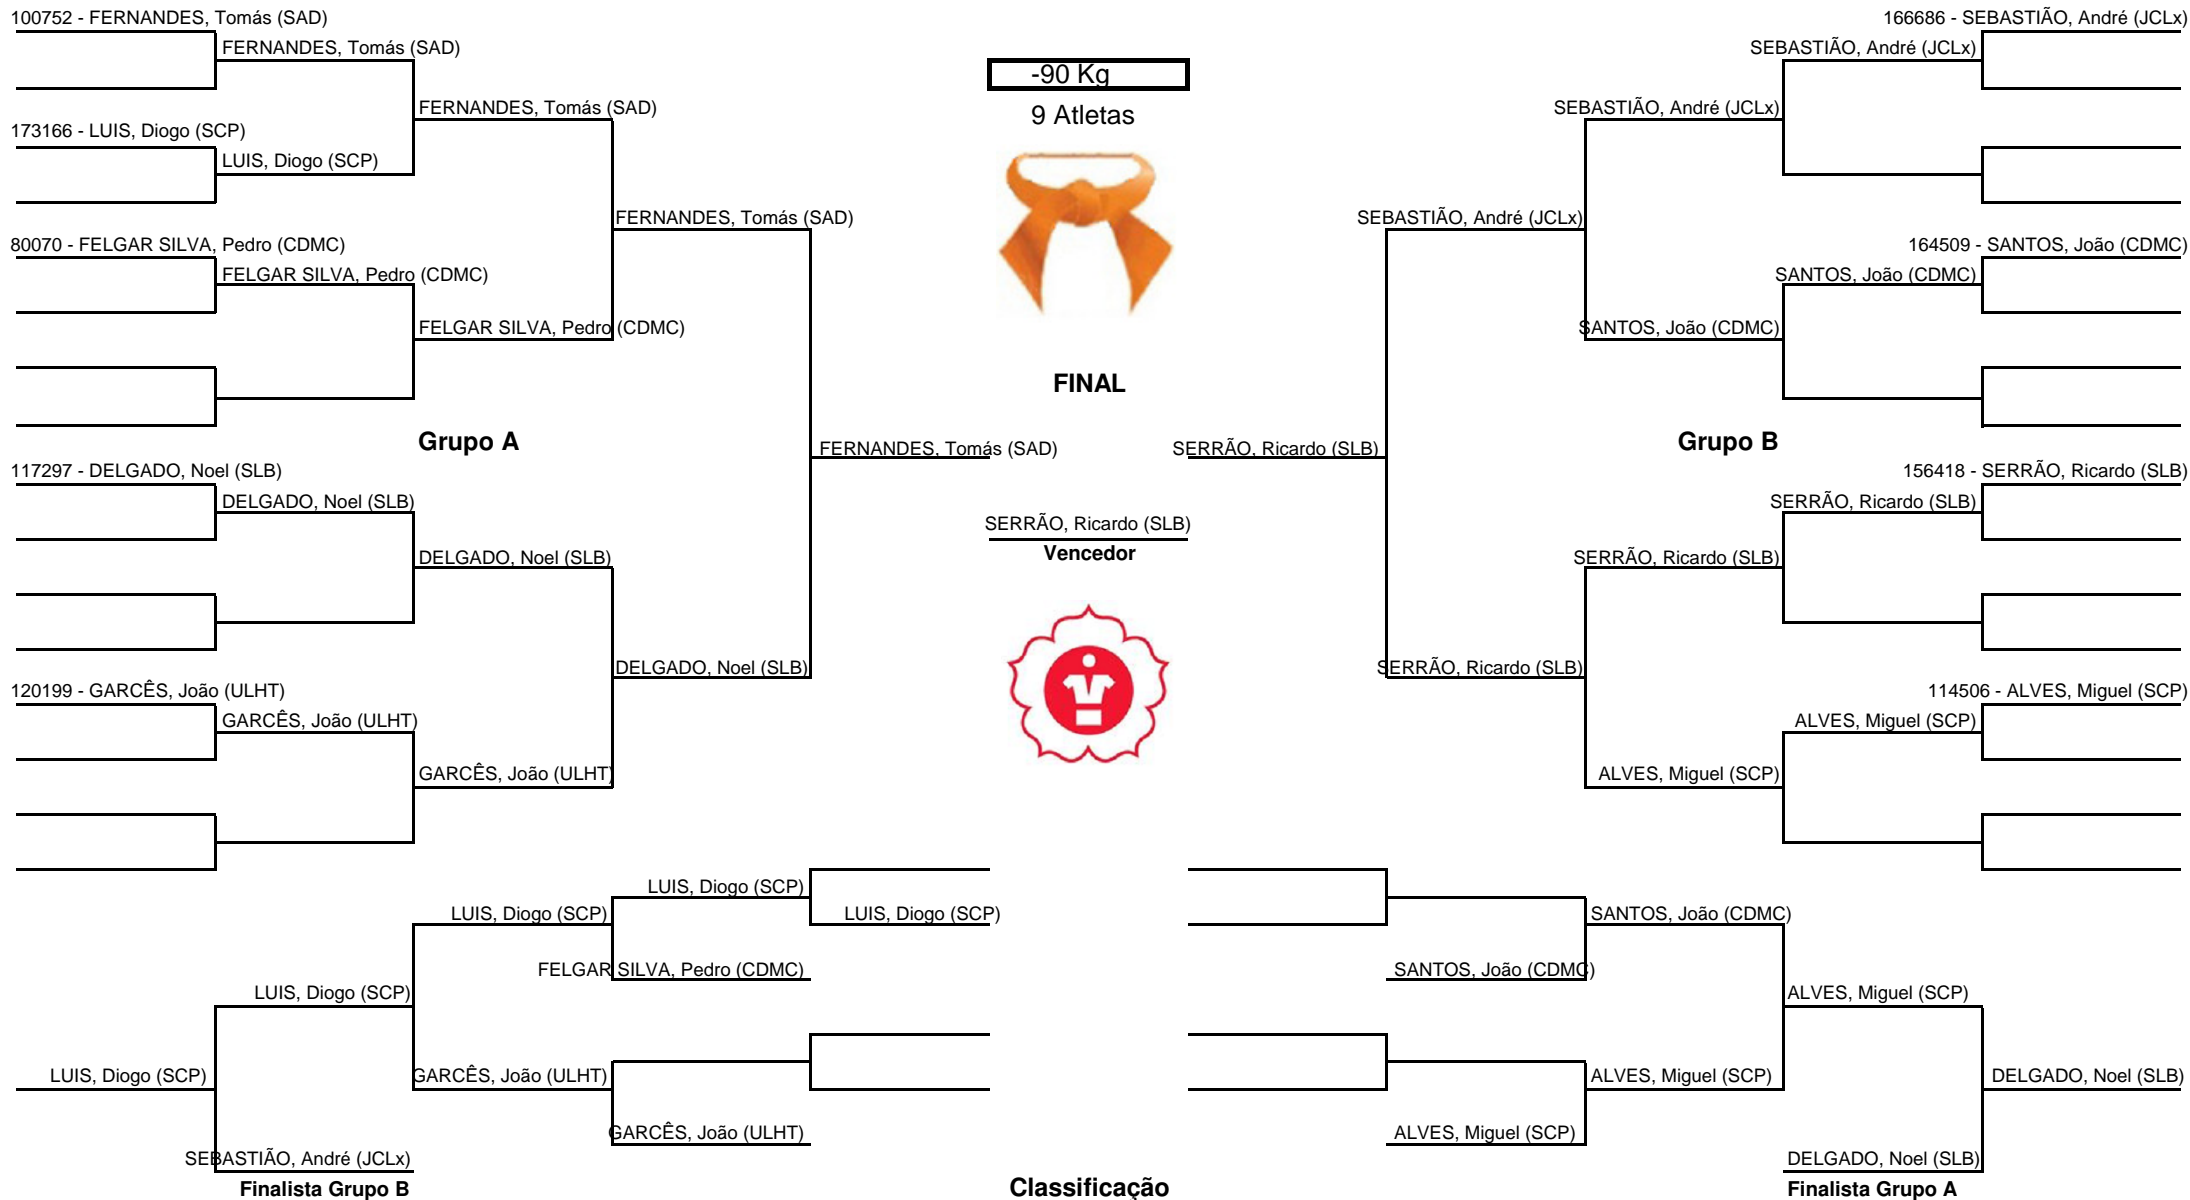 100752 - FERNANDES, Tomás (SAD)
FERNANDES, Tomás (SAD)
FERNANDES, Tomás (SAD)
173166 - LUIS, Diogo (SCP)
LUIS, Diogo (SCP)
FERNANDES, Tomás (SAD)
80070 - FELGAR SILVA, Pedro (CDMC)
FELGAR SILVA, Pedro (CDMC)
FELGAR SILVA, Pedro (CDMC)
Grupo A
FERNANDES, Tomás (SAD)
117297 - DELGADO, Noel (SLB)
DELGADO, Noel (SLB)
DELGADO, Noel (SLB)
DELGADO, Noel (SLB)
120199 - GARCÊS, João (ULHT)
GARCÊS, João (ULHT)
GARCÊS, João (ULHT)
-90 Kg
9 Atletas
FINAL
SERRÃO, Ricardo (SLB)
Vencedor
166686 - SEBASTIÃO, André (JCLx)
SEBASTIÃO, André (JCLx)
SEBASTIÃO, André (JCLx)
SEBASTIÃO, André (JCLx)
164509 - SANTOS, João (CDMC)
SANTOS, João (CDMC)
SANTOS, João (CDMC)
Grupo B
SERRÃO, Ricardo (SLB)
156418 - SERRÃO, Ricardo (SLB)
SERRÃO, Ricardo (SLB)
SERRÃO, Ricardo (SLB)
SERRÃO, Ricardo (SLB)
114506 - ALVES, Miguel (SCP)
ALVES, Miguel (SCP)
ALVES, Miguel (SCP)
LUIS, Diogo (SCP)
LUIS, Diogo (SCP)
LUIS, Diogo (SCP)
FELGAR SILVA, Pedro (CDMC)
LUIS, Diogo (SCP)
LUIS, Diogo (SCP)
GARCÊS, João (ULHT)
GARCÊS, João (ULHT)
SEBASTIÃO, André (JCLx)
Finalista Grupo B
Classificação
SANTOS, João (CDMC)
SANTOS, João (CDMC)
ALVES, Miguel (SCP)
ALVES, Miguel (SCP)
DELGADO, Noel (SLB)
ALVES, Miguel (SCP)
DELGADO, Noel (SLB)
Finalista Grupo A